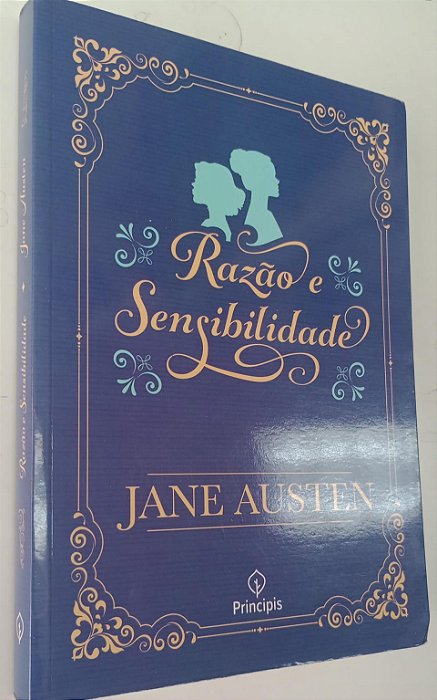 Razão e
Sensibilidade
JANE AUSTEN
Principis
Razão e Sensibilidade
Jane Austen